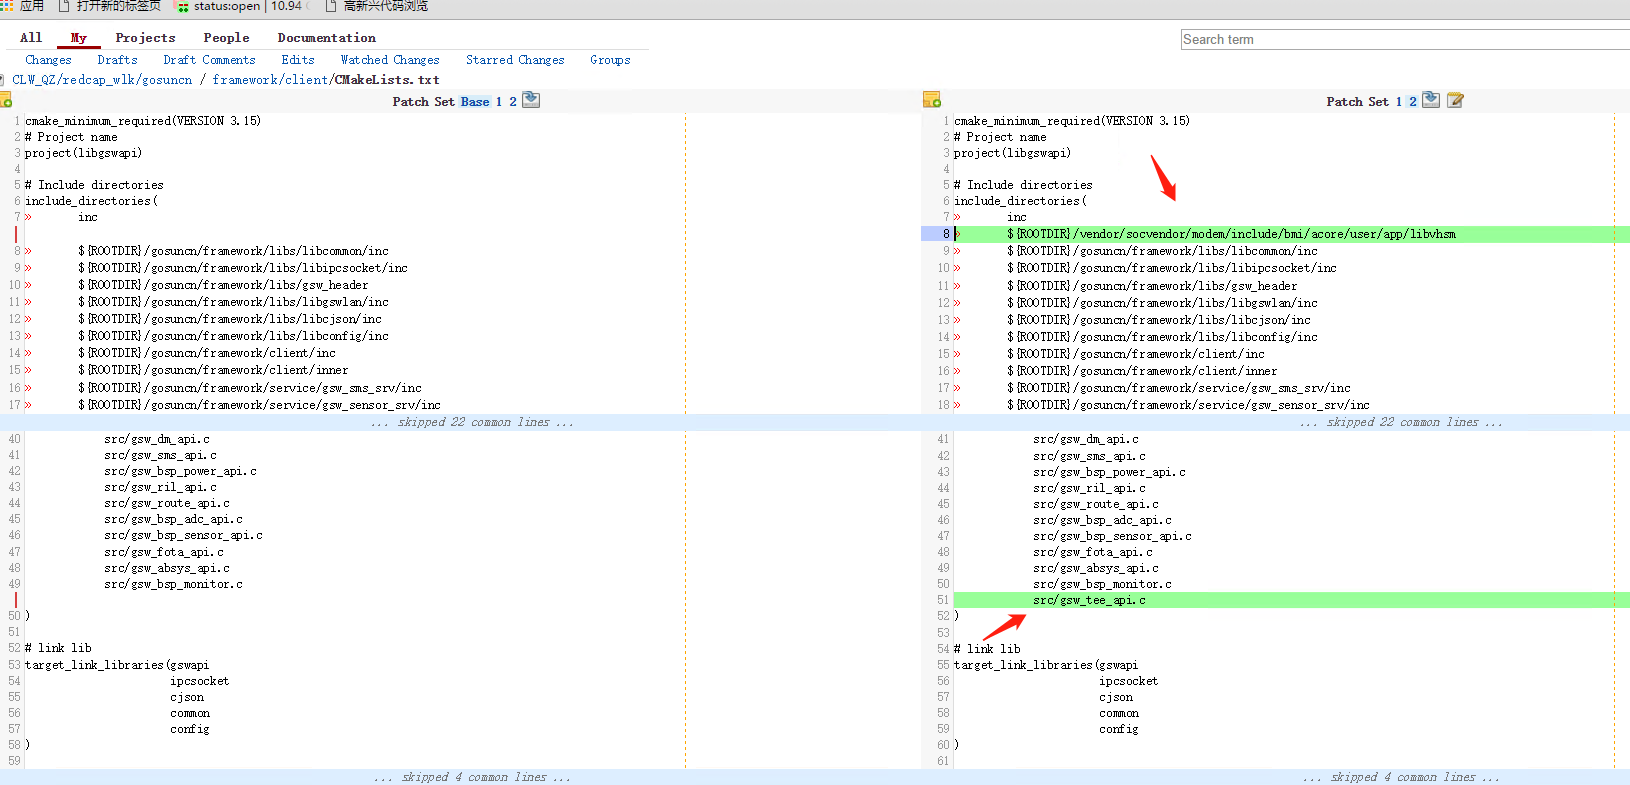 应用 打开新的标签页 status:open | 10.94 高新兴代码浏览
All My Projects People Documentation
Search term
Changes Drafts Draft Comments Edits Watched Changes Starred Changes Groups
CLW_QZ/redcap_wlk/gosuncn / framework/client/CMakeLists.txt
Patch Set Base 1 2
1 cmake_minimum_required(VERSION 3.15)
2 # Project name
3 project(libgswapi)
4
5 # Include directories
6 include_directories(
7 » inc
8 » ${ROOTDIR}/gosuncn/framework/libs/libcommon/inc
9 » ${ROOTDIR}/gosuncn/framework/libs/libipcsocket/inc
10 » ${ROOTDIR}/gosuncn/framework/libs/gsw_header
11 » ${ROOTDIR}/gosuncn/framework/libs/libgswlan/inc
12 » ${ROOTDIR}/gosuncn/framework/libs/libcjson/inc
13 » ${ROOTDIR}/gosuncn/framework/libs/libconfig/inc
14 » ${ROOTDIR}/gosuncn/framework/client/inc
15 » ${ROOTDIR}/gosuncn/framework/client/inner
16 » ${ROOTDIR}/gosuncn/framework/service/gsw_sms_srv/inc
17 » ${ROOTDIR}/gosuncn/framework/service/gsw_sensor_srv/inc
... skipped 22 common lines ...
40 src/gsw_dm_api.c
41 src/gsw_sms_api.c
42 src/gsw_bsp_power_api.c
43 src/gsw_ril_api.c
44 src/gsw_route_api.c
45 src/gsw_bsp_adc_api.c
46 src/gsw_bsp_sensor_api.c
47 src/gsw_fota_api.c
48 src/gsw_absys_api.c
49 src/gsw_bsp_monitor.c
50 )
51
52 # link lib
53 target_link_libraries(gswapi
54 ipcsocket
55 cjson
56 common
57 config
58 )
59
... skipped 4 common lines ...
Patch Set 1 2
1 cmake_minimum_required(VERSION 3.15)
2 # Project name
3 project(libgswapi)
4
5 # Include directories
6 include_directories(
7 » inc
8 » ${ROOTDIR}/vendor/socvendor/modem/include/bmi/acore/user/app/libvhsm
9 » ${ROOTDIR}/gosuncn/framework/libs/libcommon/inc
10 » ${ROOTDIR}/gosuncn/framework/libs/libipcsocket/inc
11 » ${ROOTDIR}/gosuncn/framework/libs/gsw_header
12 » ${ROOTDIR}/gosuncn/framework/libs/libgswlan/inc
13 » ${ROOTDIR}/gosuncn/framework/libs/libcjson/inc
14 » ${ROOTDIR}/gosuncn/framework/libs/libconfig/inc
15 » ${ROOTDIR}/gosuncn/framework/client/inc
16 » ${ROOTDIR}/gosuncn/framework/client/inner
17 » ${ROOTDIR}/gosuncn/framework/service/gsw_sms_srv/inc
18 » ${ROOTDIR}/gosuncn/framework/service/gsw_sensor_srv/inc
... skipped 22 common lines ...
41 src/gsw_dm_api.c
42 src/gsw_sms_api.c
43 src/gsw_bsp_power_api.c
44 src/gsw_ril_api.c
45 src/gsw_route_api.c
46 src/gsw_bsp_adc_api.c
47 src/gsw_bsp_sensor_api.c
48 src/gsw_fota_api.c
49 src/gsw_absys_api.c
50 src/gsw_bsp_monitor.c
51 src/gsw_tee_api.c
52 )
53
54 # link lib
55 target_link_libraries(gswapi
56 ipcsocket
57 cjson
58 common
59 config
60 )
61
... skipped 4 common lines ...